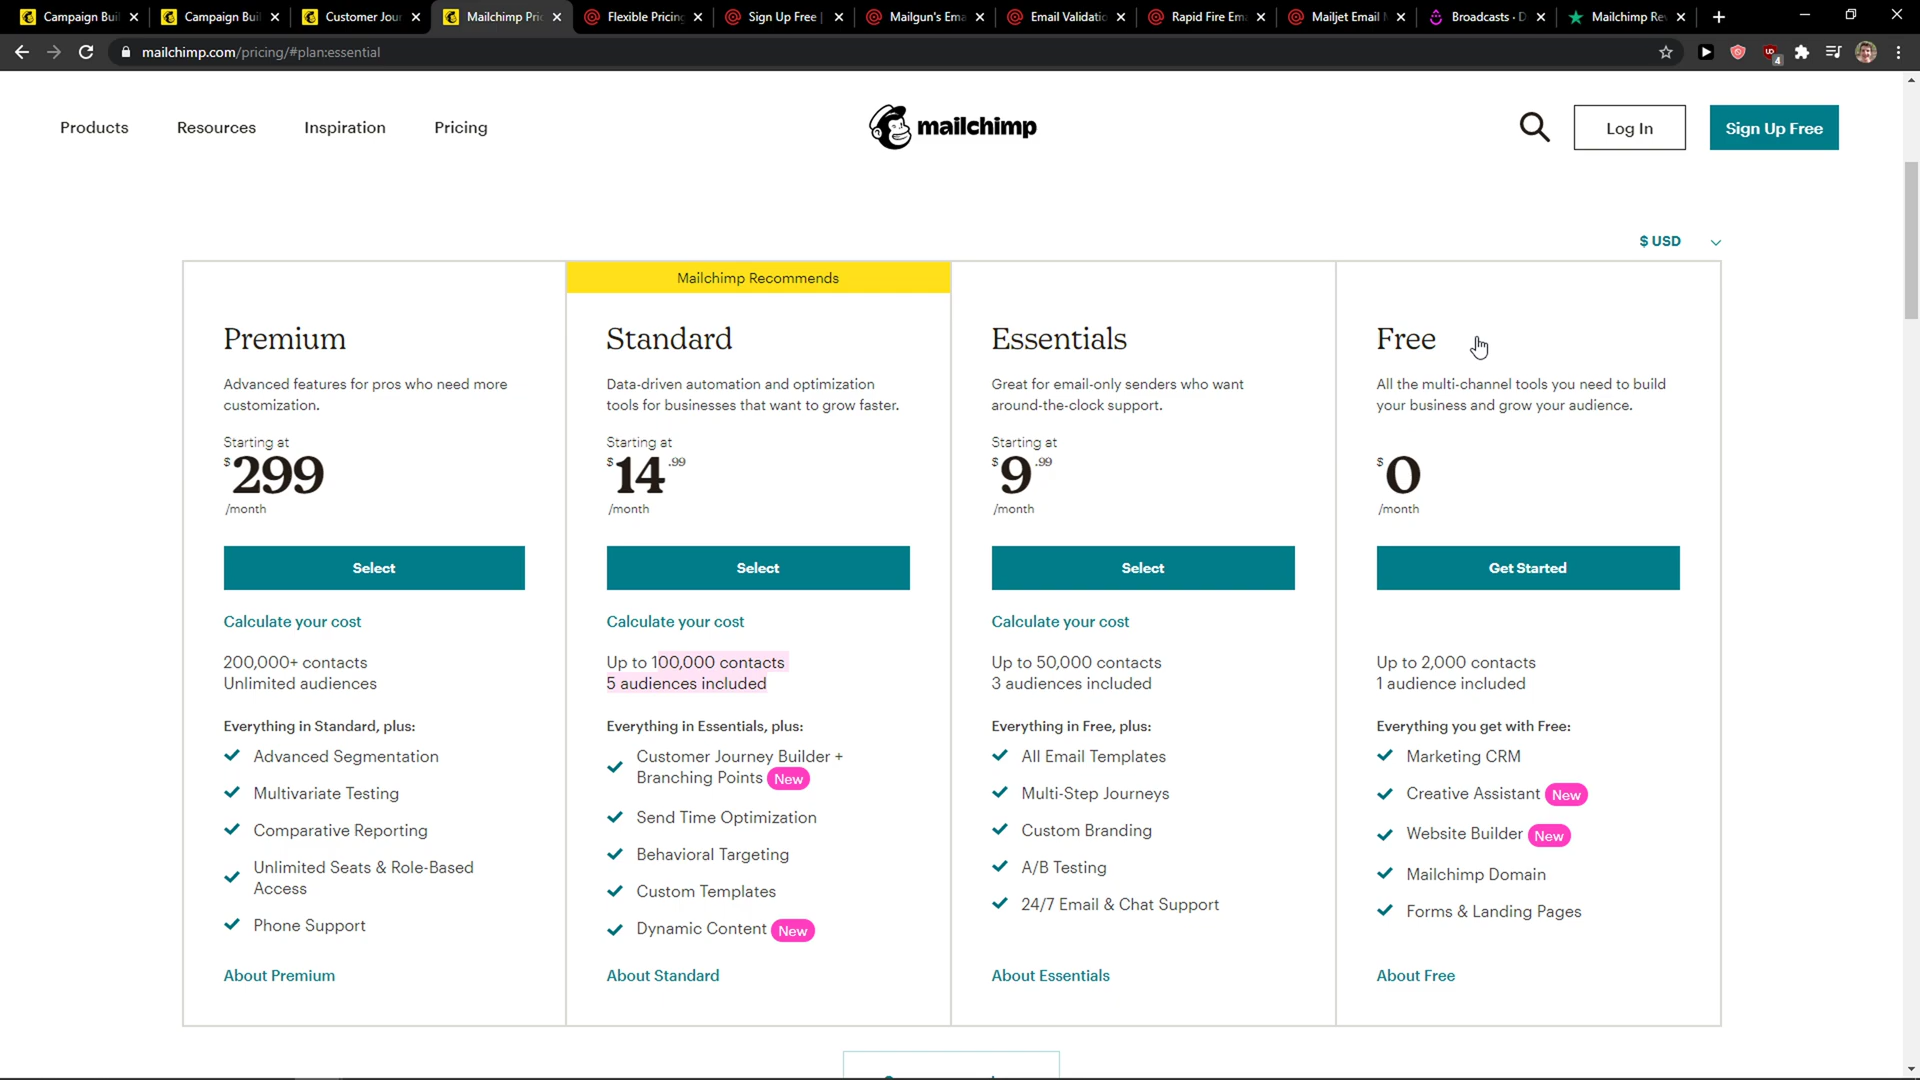 Campaign Buil
Campaign Buil
Customer Jour
Mailchimp Pric
Flexible Pricing
Sign Up Free |
Mailgun's Ema
Email Validatio
Rapid Fire Ema
Mailjet Email M
Broadcasts · D
Mailchimp Rev
mailchimp.com/pricing/#plan:essential
4
Products
Resources
Inspiration
Pricing
mailchimp
Log In
Sign Up Free
$ USD
Premium
Advanced features for pros who need more
customization.
Starting at
$299
/month
Select
Calculate your cost
200,000+ contacts
Unlimited audiences
Everything in Standard, plus:
Advanced Segmentation
Multivariate Testing
Comparative Reporting
Unlimited Seats & Role-Based
Access
Phone Support
About Premium
Mailchimp Recommends
Standard
Data-driven automation and optimization
tools for businesses that want to grow faster.
Starting at
$14.99
/month
Select
Calculate your cost
Up to 100,000 contacts
5 audiences included
Everything in Essentials, plus:
Customer Journey Builder +
Branching Points New
Send Time Optimization
Behavioral Targeting
Custom Templates
Dynamic Content New
About Standard
Essentials
Great for email-only senders who want
around-the-clock support.
Starting at
$9.99
/month
Select
Calculate your cost
Up to 50,000 contacts
3 audiences included
Everything in Free, plus:
All Email Templates
Multi-Step Journeys
Custom Branding
A/B Testing
24/7 Email & Chat Support
About Essentials
Free
All the multi-channel tools you need to build
your business and grow your audience.
$0
/month
Get Started
Up to 2,000 contacts
1 audience included
Everything you get with Free:
Marketing CRM
Creative Assistant New
Website Builder New
Mailchimp Domain
Forms & Landing Pages
About Free